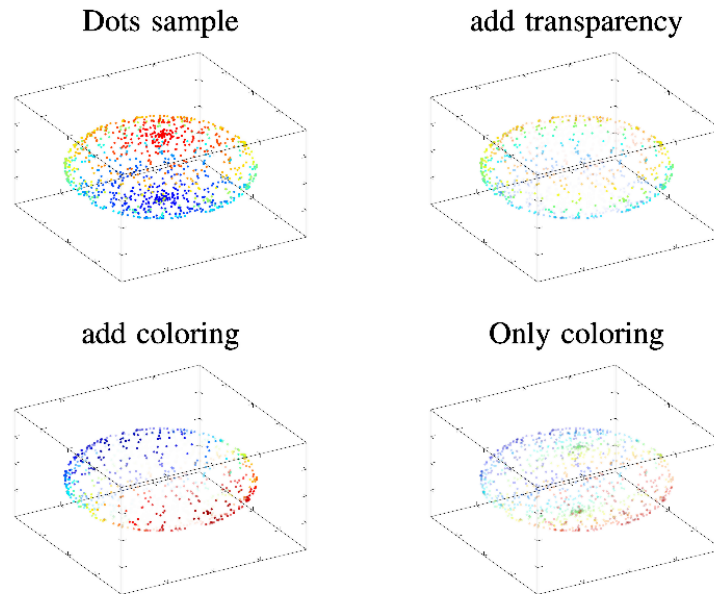 Dots sample
add transparency
add coloring
Only coloring